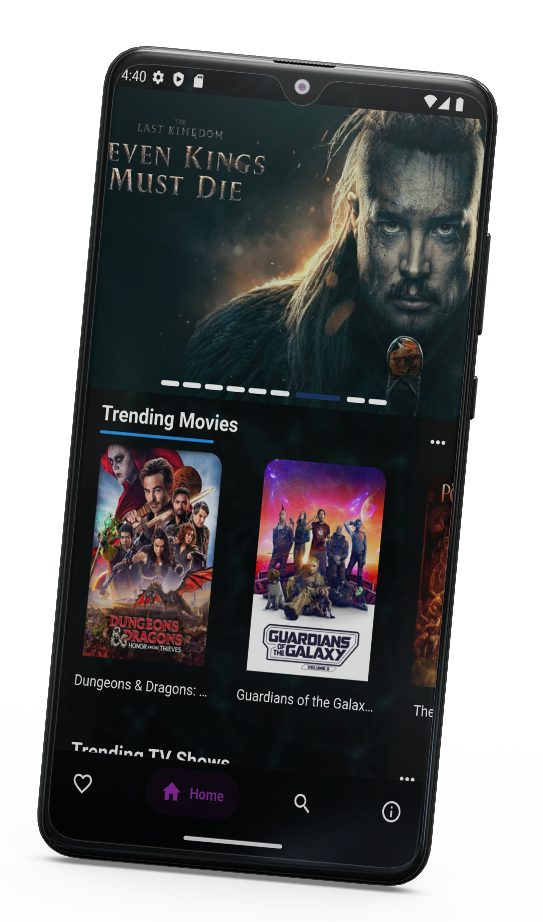 4:40
THE
LAST KINGDOM
EVEN KINGS
MUST DIE
Trending Movies
DUNGEONS
& DRAGONS
HONOR AMONG THIEVES
GUARDIANS
OF THE GALAXY
VOLUME 3
Dungeons & Dragons: ...
Guardians of the Galax...
The
Trending TV Shows
Home